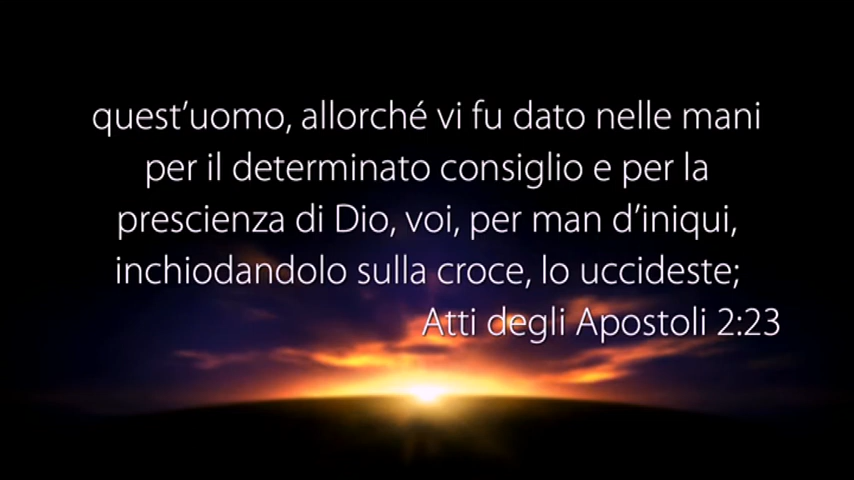 quest’uomo, allorché vi fu dato nelle mani
per il determinato consiglio e per la
prescienza di Dio, voi, per man d’iniqui,
inchiodandolo sulla croce, lo uccideste;
Atti degli Apostoli 2:23